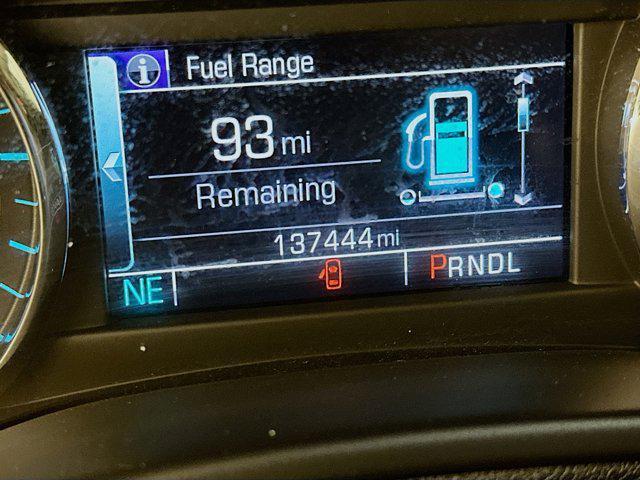 i Fuel Range
93 mi
Remaining
137444 mi
NE PRNDL